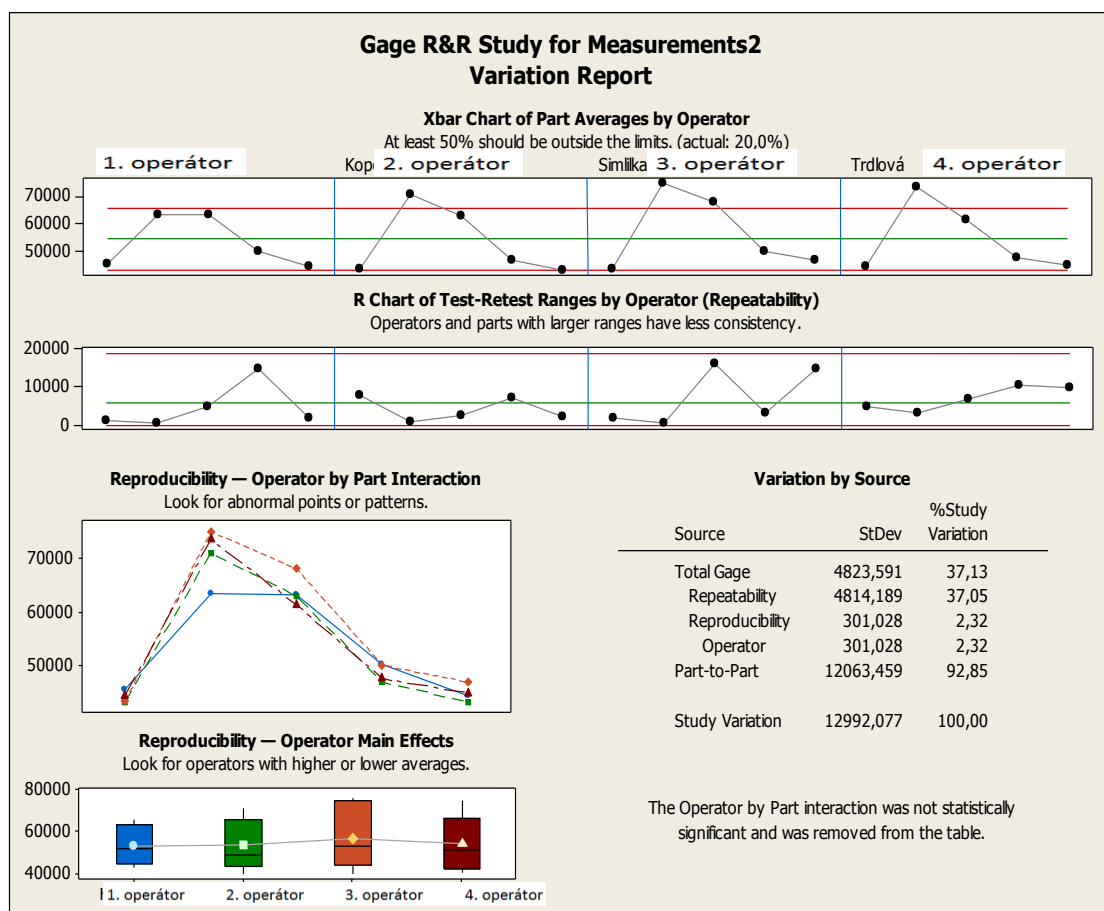 Gage R&R Study for Measurements2
Variation Report
Xbar Chart of Part Averages by Operator
At least 50% should be outside the limits. (actual: 20,0%)
1. operátor 2. operátor Simlilka 3. operátor Trdlová 4. operátor
70000
60000
50000
R Chart of Test-Retest Ranges by Operator (Repeatability)
Operators and parts with larger ranges have less consistency.
20000
10000
0
Reproducibility — Operator by Part Interaction
Look for abnormal points or patterns.
70000
60000
50000
Reproducibility — Operator Main Effects
Look for operators with higher or lower averages.
80000
60000
40000
1. operátor 2. operátor 3. operátor 4. operátor
Variation by Source
%Study
Source StDev Variation
Total Gage 4823,591 37,13
Repeatability 4814,189 37,05
Reproducibility 301,028 2,32
Operator 301,028 2,32
Part-to-Part 12063,459 92,85
Study Variation 12992,077 100,00
The Operator by Part interaction was not statistically
significant and was removed from the table.